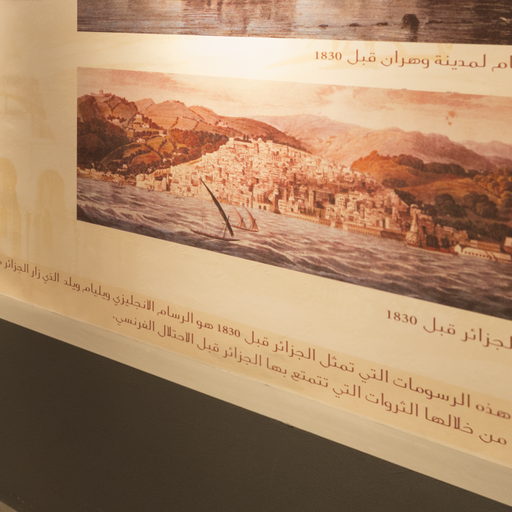 ام لمدينة وهران قبل 1830
لجزائر قبل 1830
هذه الرسومات التي تمثل الجزائر قبل 1830 هو الرسام الانجليزي ويليام ويلد الذي زار الجزائر
من خلالها الثروات التي تتمتع بها الجزائر قبل الاحتلال الفرنسي.